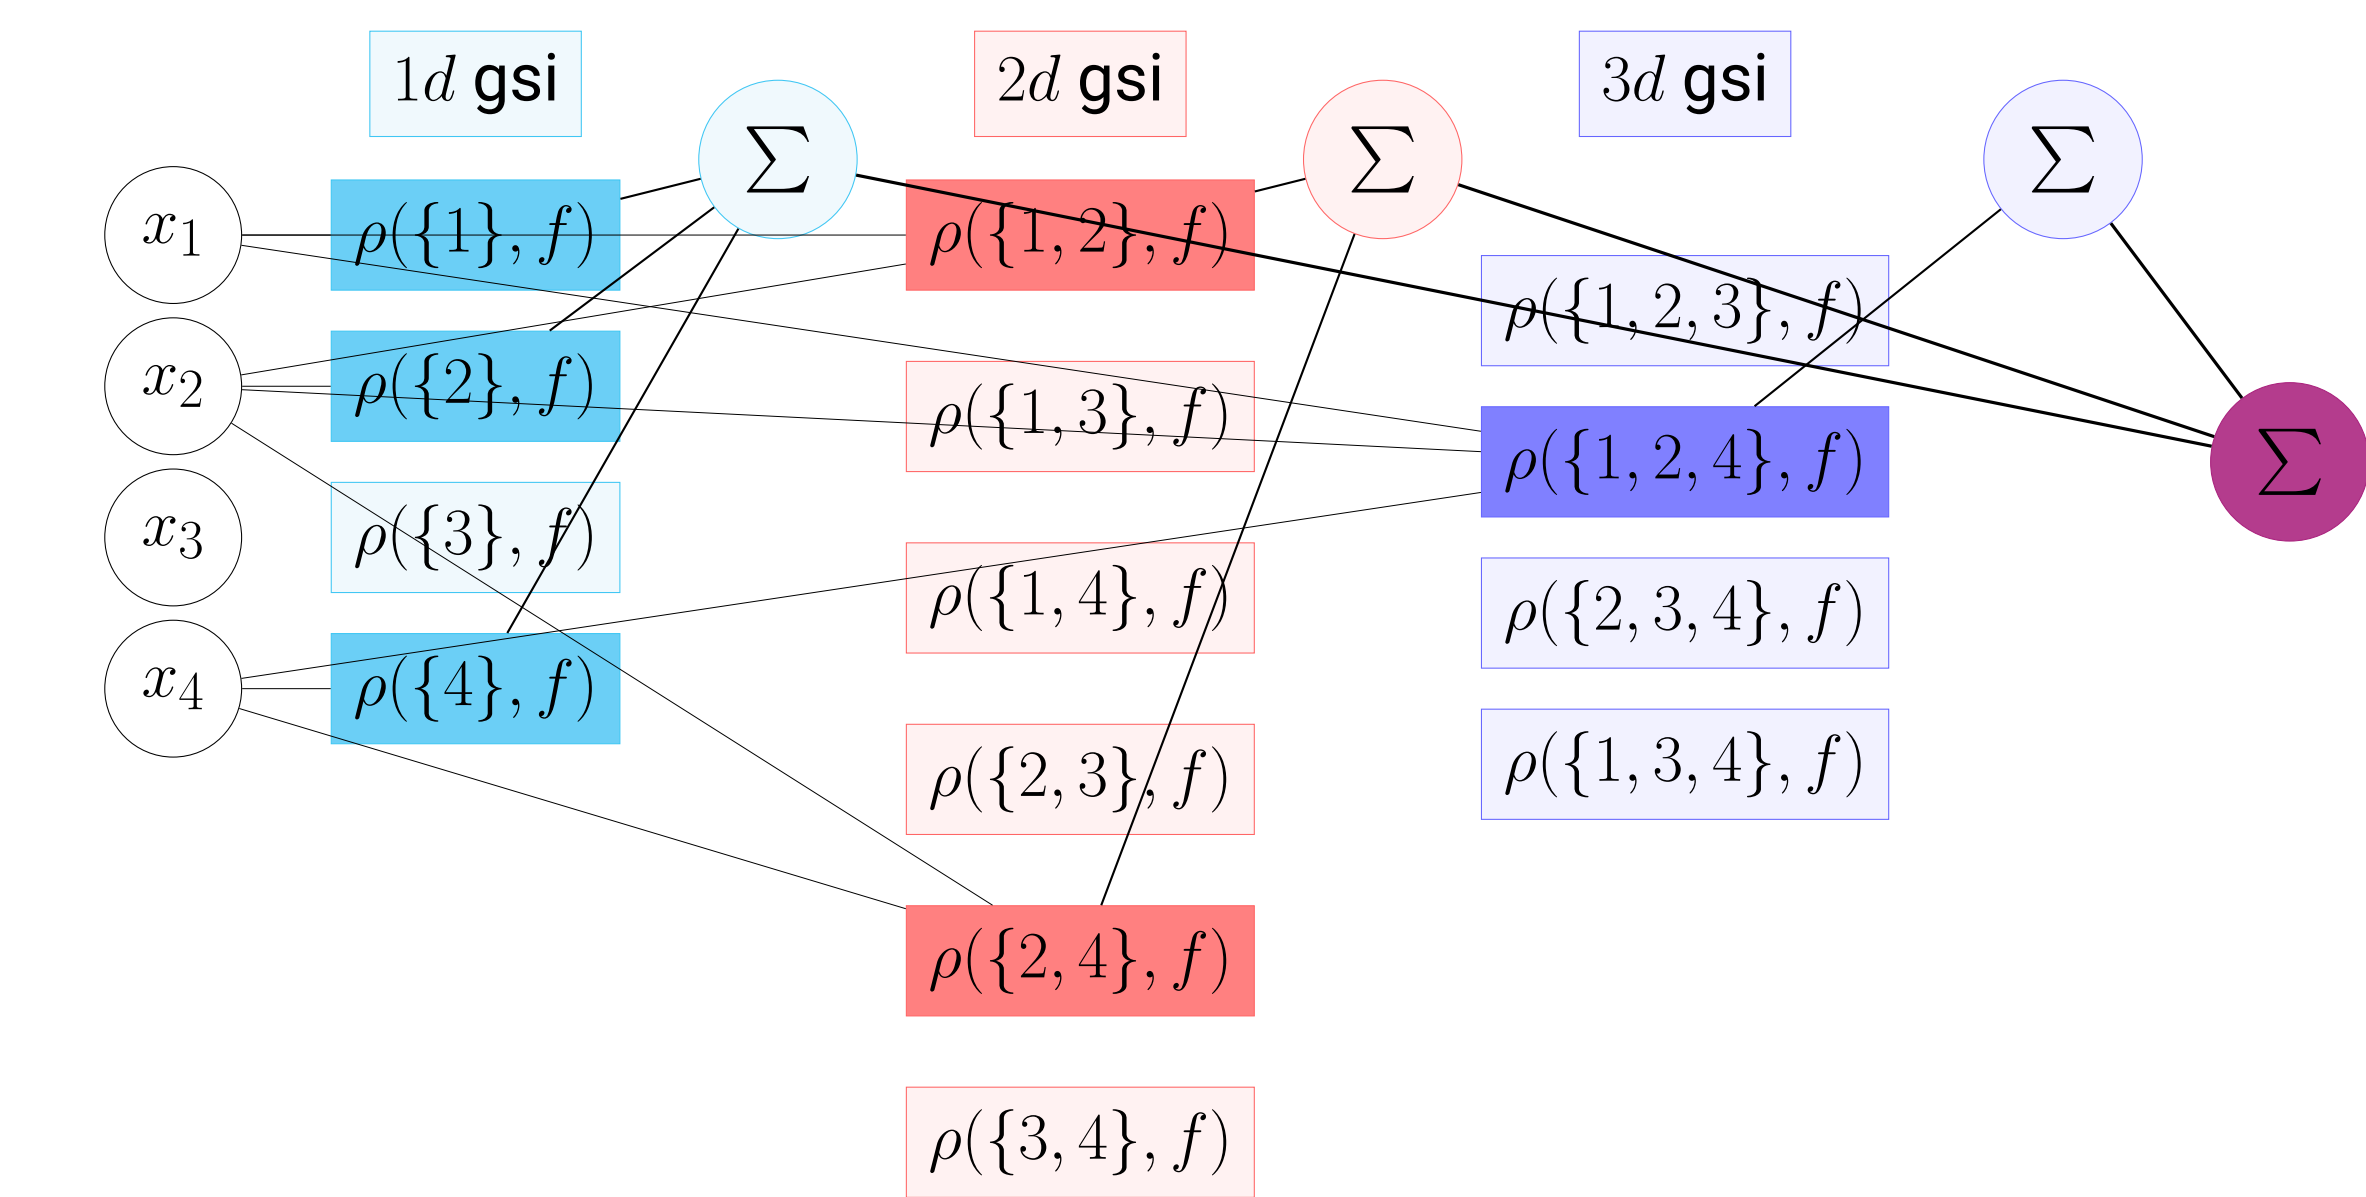 1d gsi
2d gsi
3d gsi
∑
∑
∑
x₁
x₂
x₃
x₄
ρ({1}, f)
ρ({2}, f)
ρ({3}, f)
ρ({4}, f)
ρ({1, 2}, f)
ρ({1, 3}, f)
ρ({1, 4}, f)
ρ({2, 3}, f)
ρ({2, 4}, f)
ρ({3, 4}, f)
ρ({1, 2, 3}, f)
ρ({1, 2, 4}, f)
ρ({2, 3, 4}, f)
ρ({1, 3, 4}, f)
∑